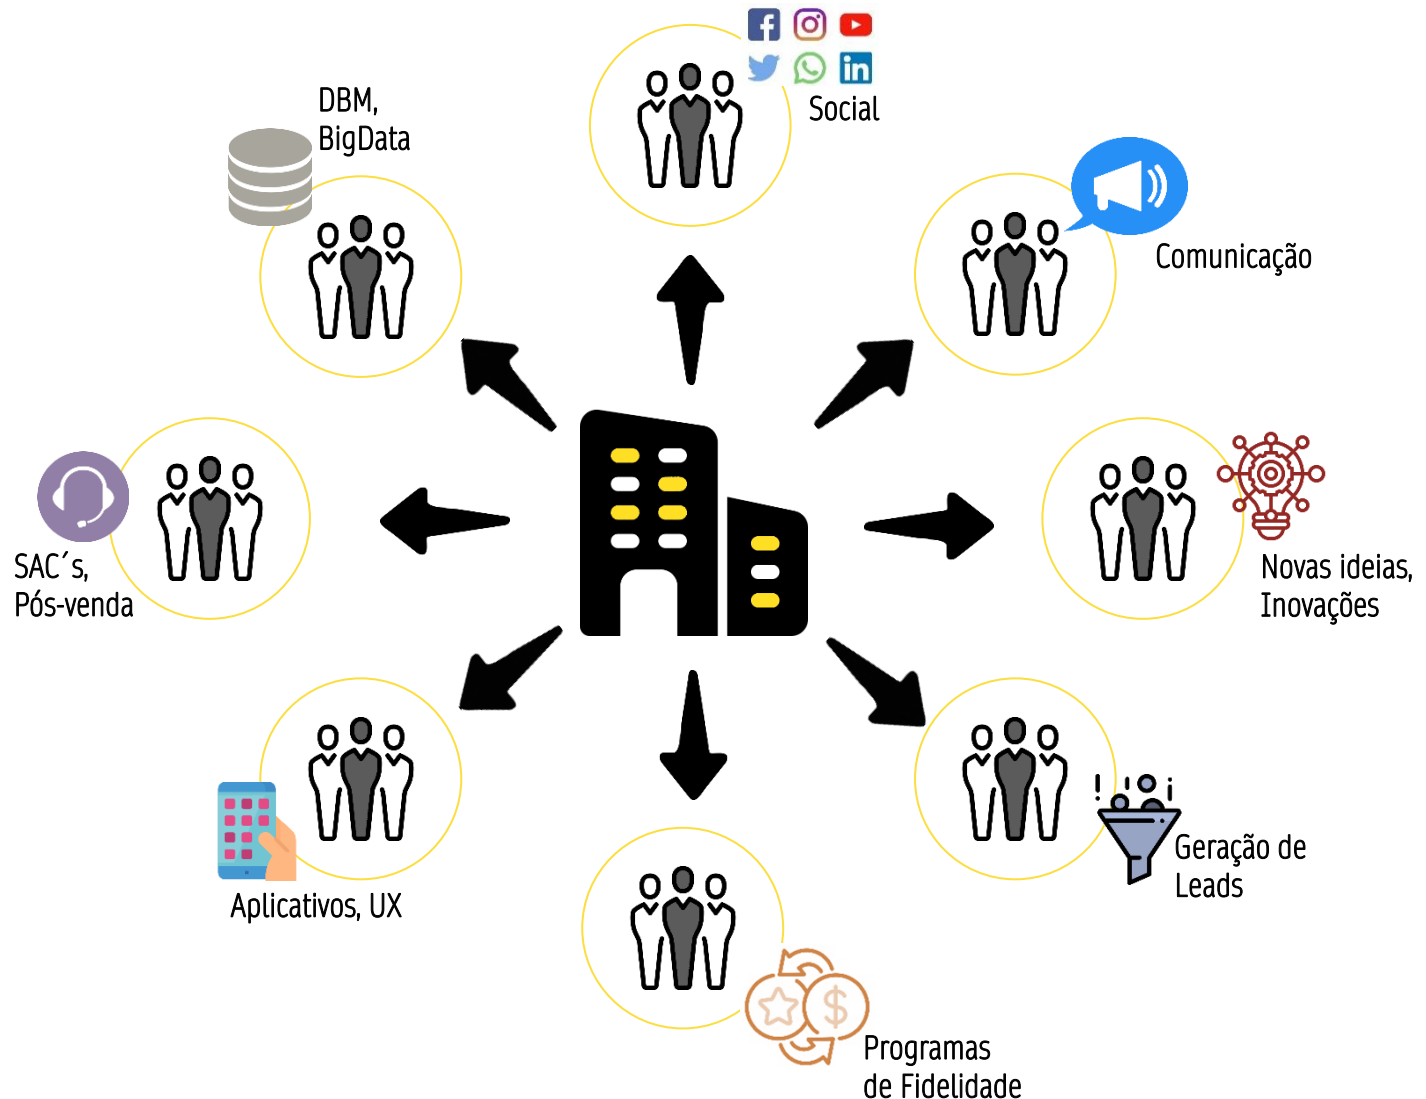 Social
DBM,
BigData
Comunicação
Novas ideias,
Inovações
SAC´s,
Pós-venda
Geração de
Leads
Aplicativos, UX
Programas
de Fidelidade